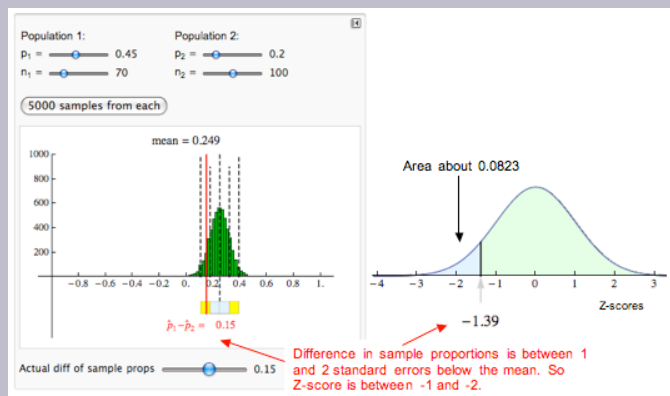 Population 1:
Population 2:
p₁ = 0.45
p₂ = 0.2
n₁ = 70
n₂ = 100
5000 samples from each
mean = 0.249
1000
800
600
400
200
−0.8 −0.6 −0.4 −0.2 0. 0.2 0.4 0.6 0.8 1.
p̂₁−p̂₂ = 0.15
Actual diff of sample props 0.15
Area about 0.0823
−4 −3 −2 −1 0 1 2 3
Z-scores
−1.39
Difference in sample proportions is between 1
and 2 standard errors below the mean. So
Z-score is between -1 and -2.